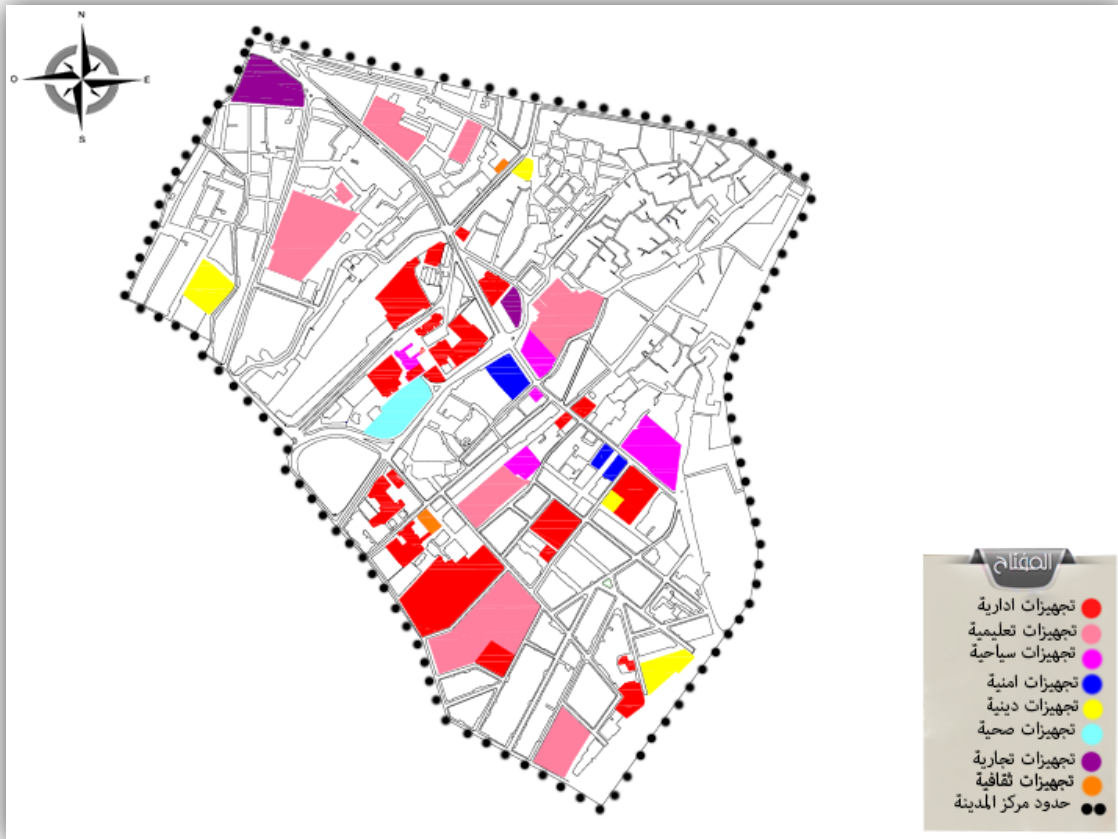 N
O
E
S
المفتاح
تجهيزات ادارية
تجهيزات تعليمية
تجهيزات سياحية
تجهيزات امنية
تجهيزات دينية
تجهيزات صحية
تجهيزات تجارية
تجهيزات ثقافية
حدود مركز المدينة